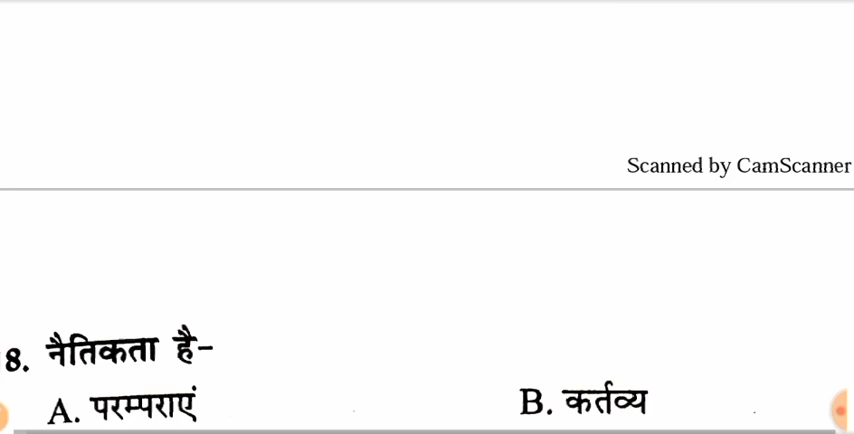 Scanned by CamScanner
8. नैतिकता है-
A. परम्पराएं B. कर्तव्य